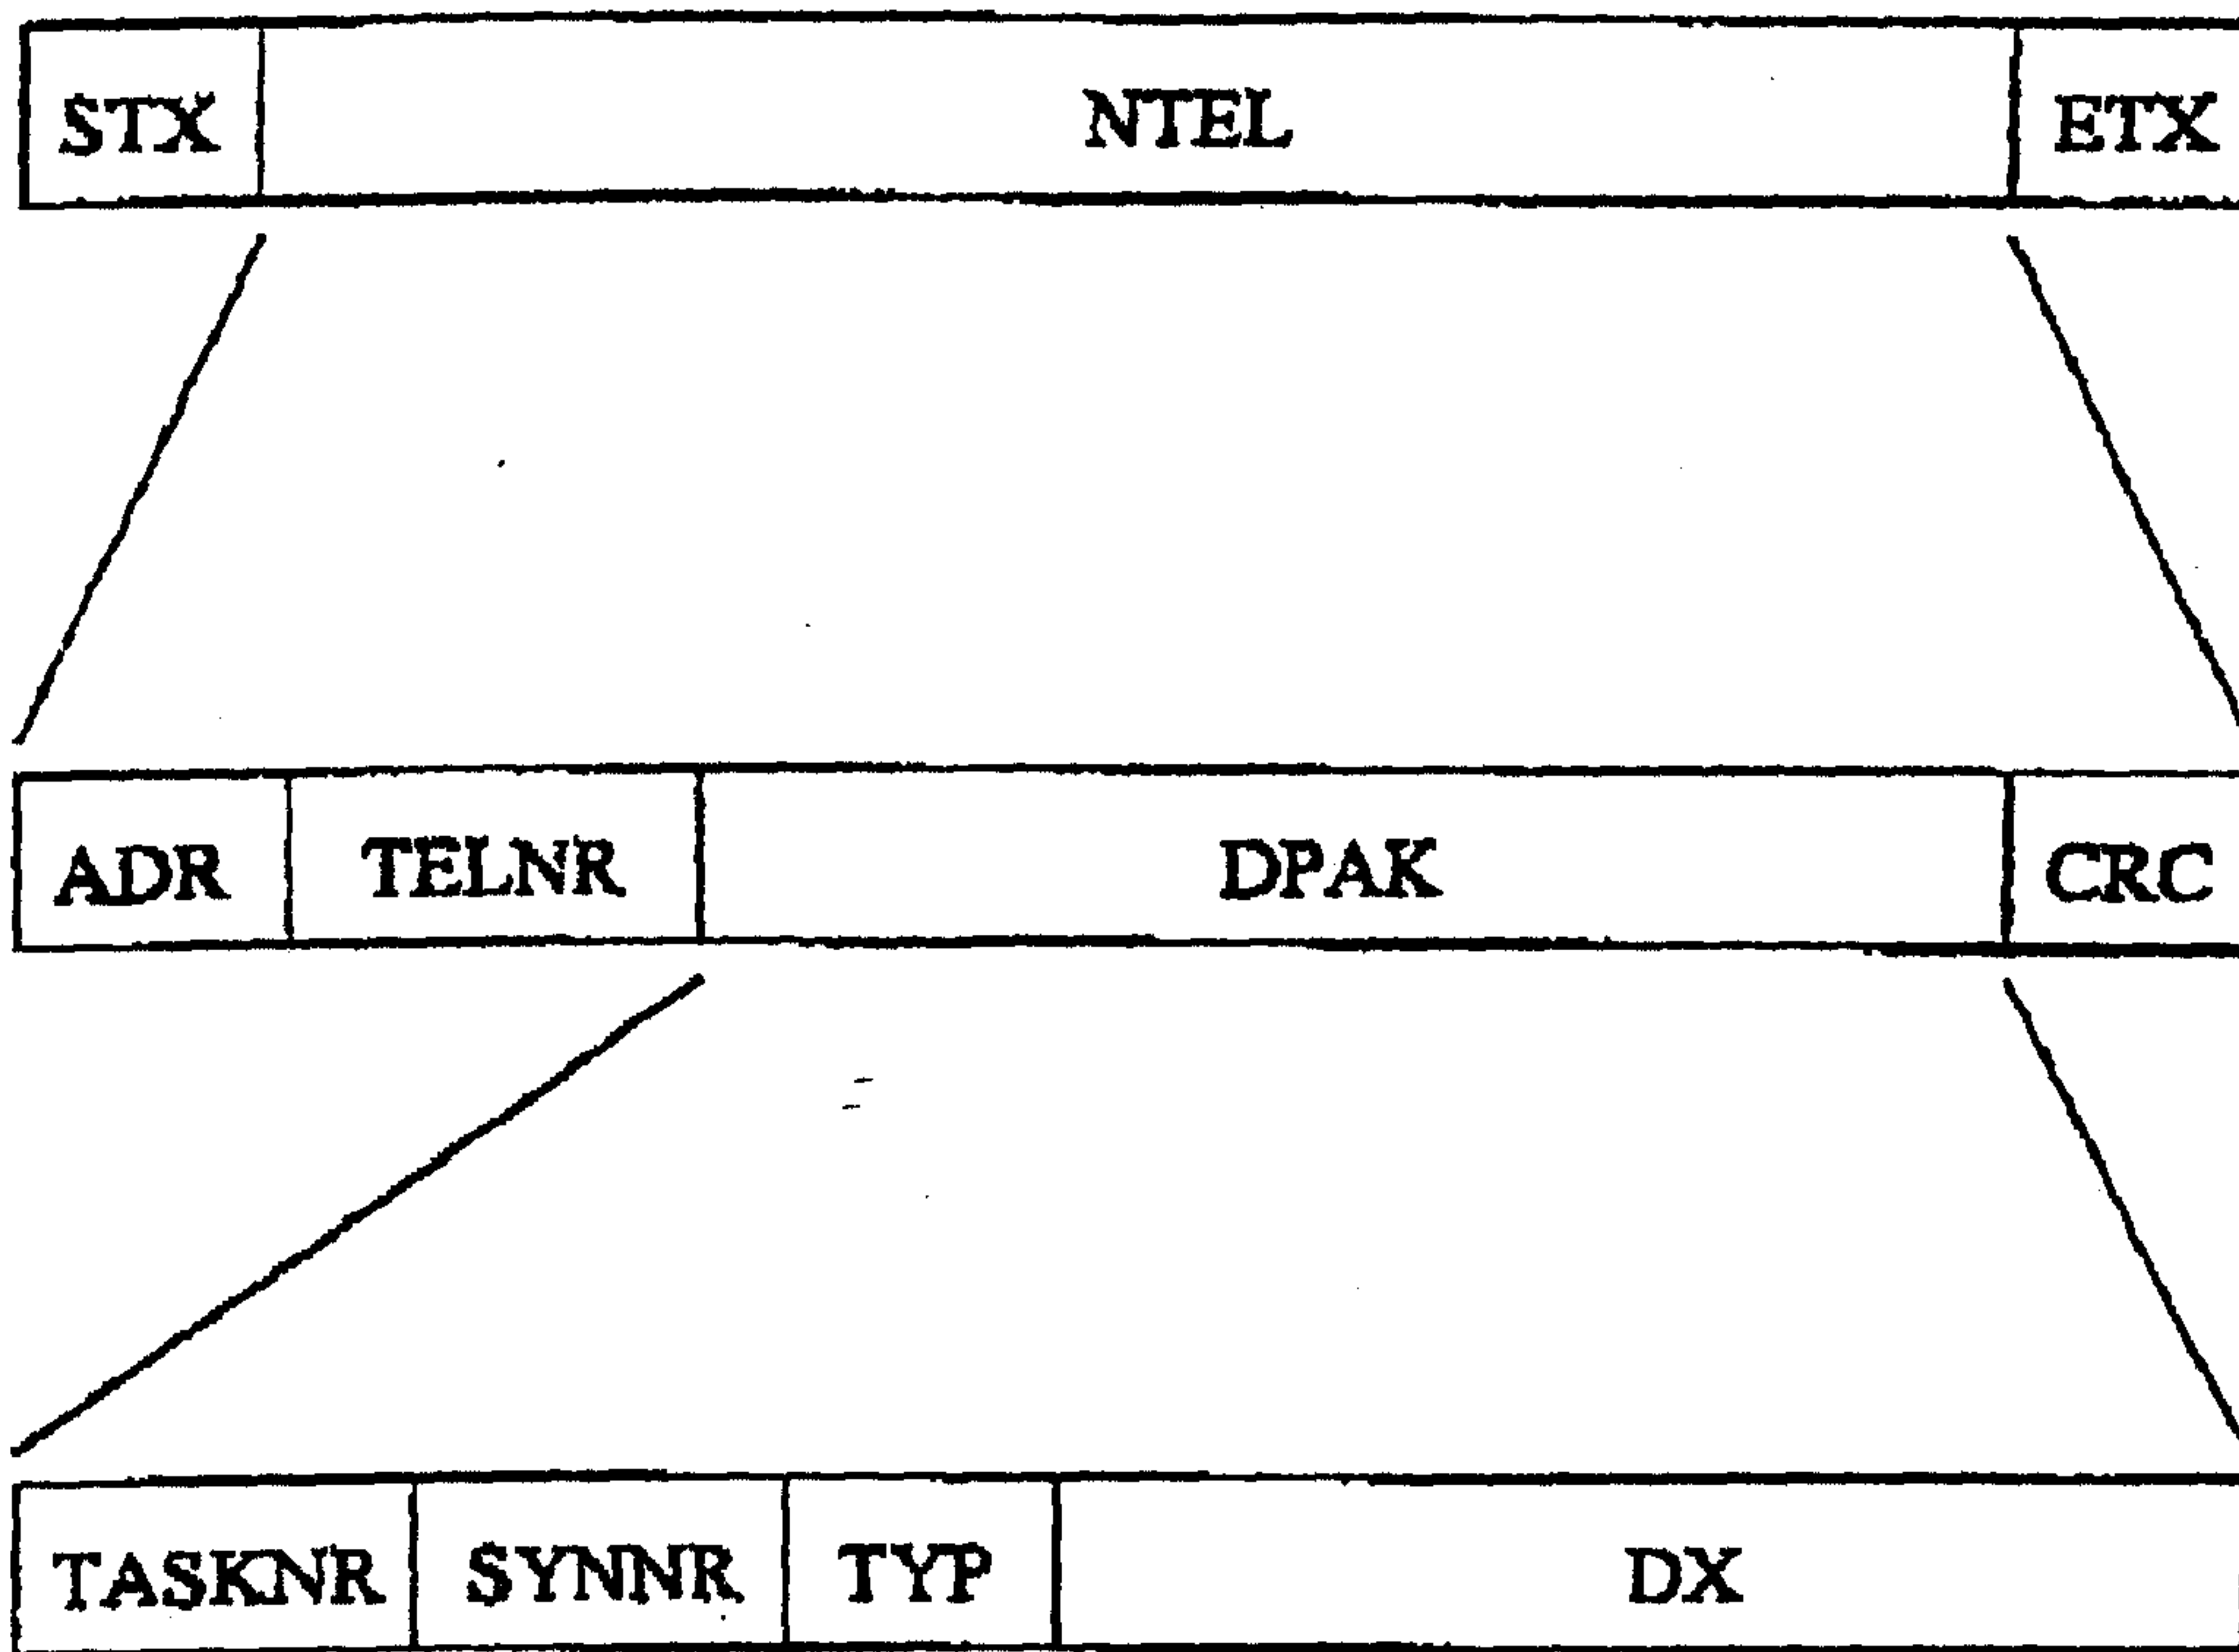 STX NTEL ETX
ADR TELNR DPAK CRC
TASKNR SYNNR TYP DX